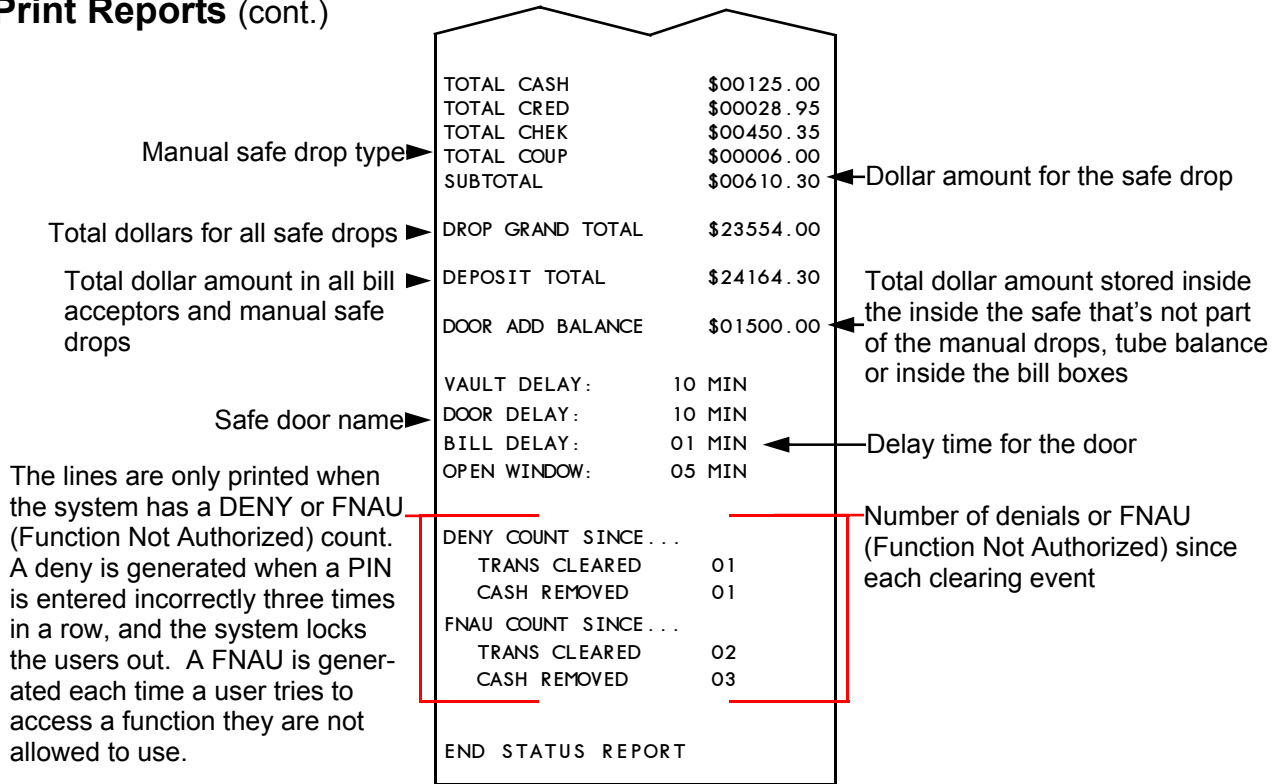 Print Reports (cont.)
TOTAL CASH $00125.00
TOTAL CRED $00028.95
TOTAL CHEK $00450.35
TOTAL COUP $00006.00
SUBTOTAL $00610.30
DROP GRAND TOTAL $23554.00
DEPOSIT TOTAL $24164.30
DOOR ADD BALANCE $01500.00
VAULT DELAY: 10 MIN
DOOR DELAY: 10 MIN
BILL DELAY: 01 MIN
OPEN WINDOW: 05 MIN
DENY COUNT SINCE...
TRANS CLEARED 01
CASH REMOVED 01
FNAU COUNT SINCE...
TRANS CLEARED 02
CASH REMOVED 03
END STATUS REPORT
Manual safe drop type
Total dollars for all safe drops
Total dollar amount in all bill
acceptors and manual safe
drops
Safe door name
The lines are only printed when
the system has a DENY or FNAU
(Function Not Authorized) count.
A deny is generated when a PIN
is entered incorrectly three times
in a row, and the system locks
the users out. A FNAU is gener-
ated each time a user tries to
access a function they are not
allowed to use.
Dollar amount for the safe drop
Total dollar amount stored inside
the inside the safe that's not part
of the manual drops, tube balance
or inside the bill boxes
Delay time for the door
Number of denials or FNAU
(Function Not Authorized) since
each clearing event